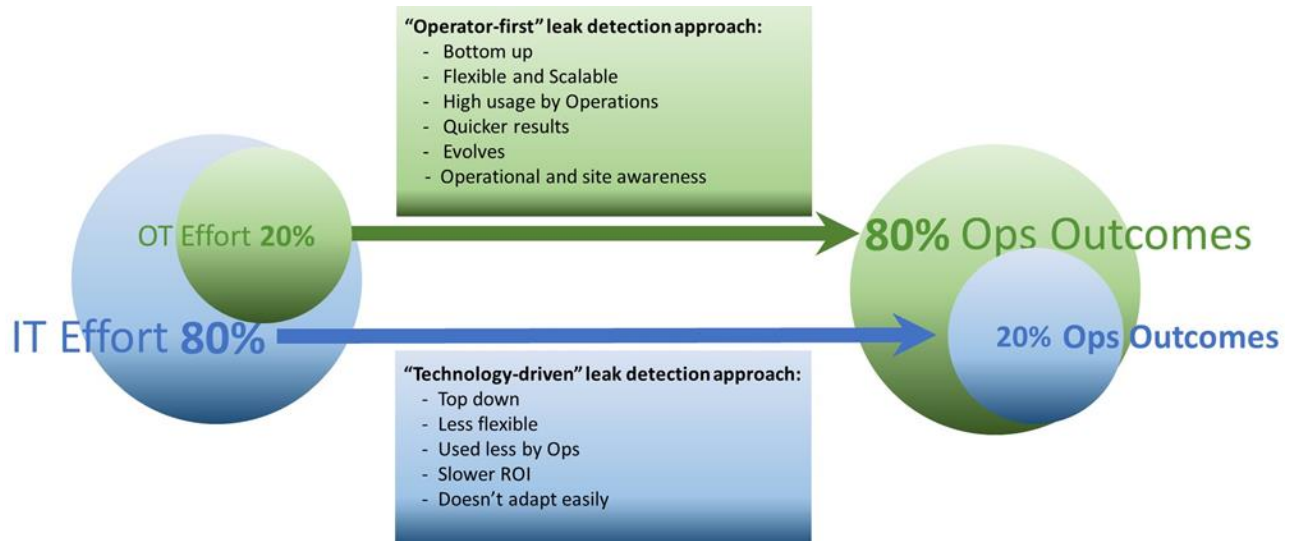 “Operator-first” leak detection approach:
- Bottom up
- Flexible and Scalable
- High usage by Operations
- Quicker results
- Evolves
- Operational and site awareness
OT Effort 20%
80% Ops Outcomes
IT Effort 80%
20% Ops Outcomes
“Technology-driven” leak detection approach:
- Top down
- Less flexible
- Used less by Ops
- Slower ROI
- Doesn’t adapt easily